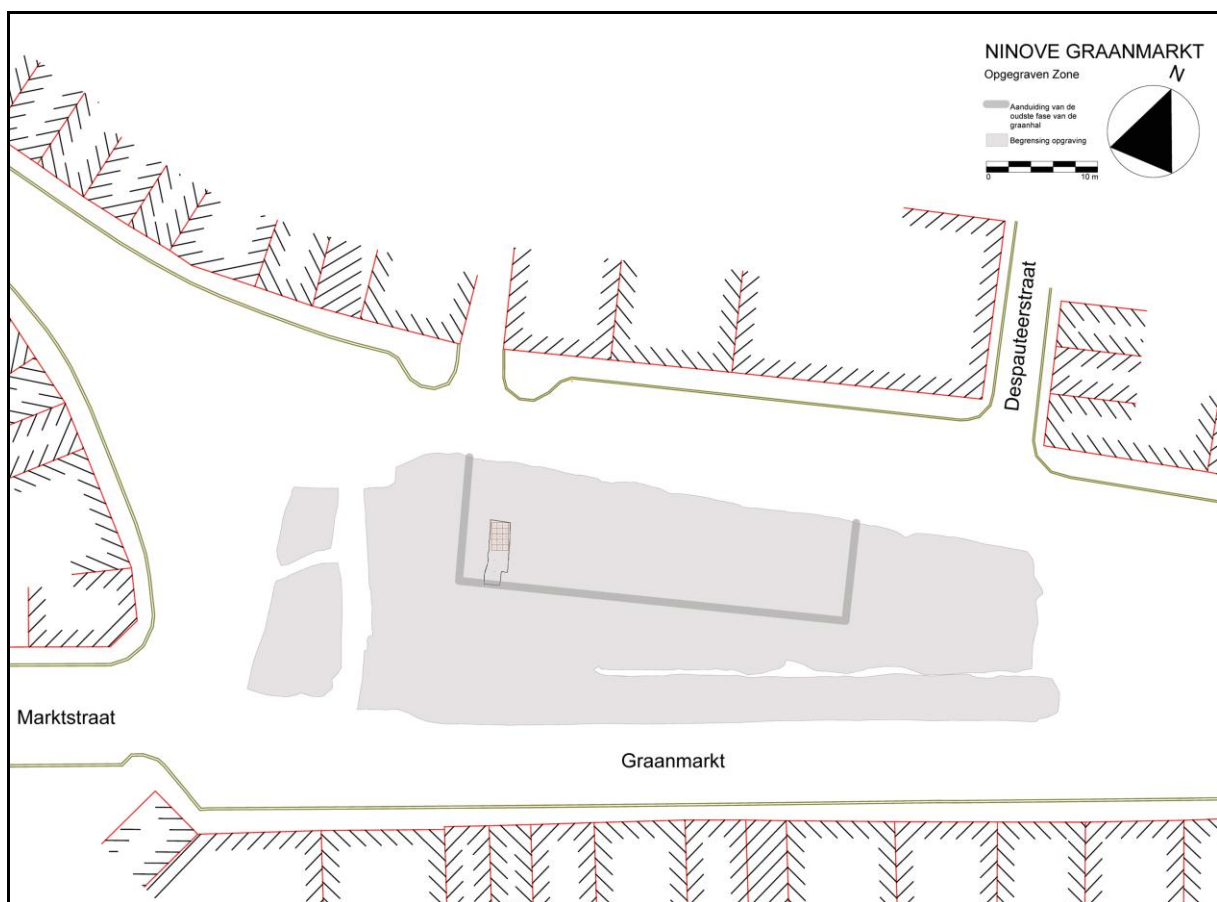 NINOVE GRAANMARKT
Opgegraven Zone
N
Aanduiding van de
oudste fase van de
graanhal
Begrensing opgraving
0 10 m
Despauteerstraat
Marktstraat
Graanmarkt